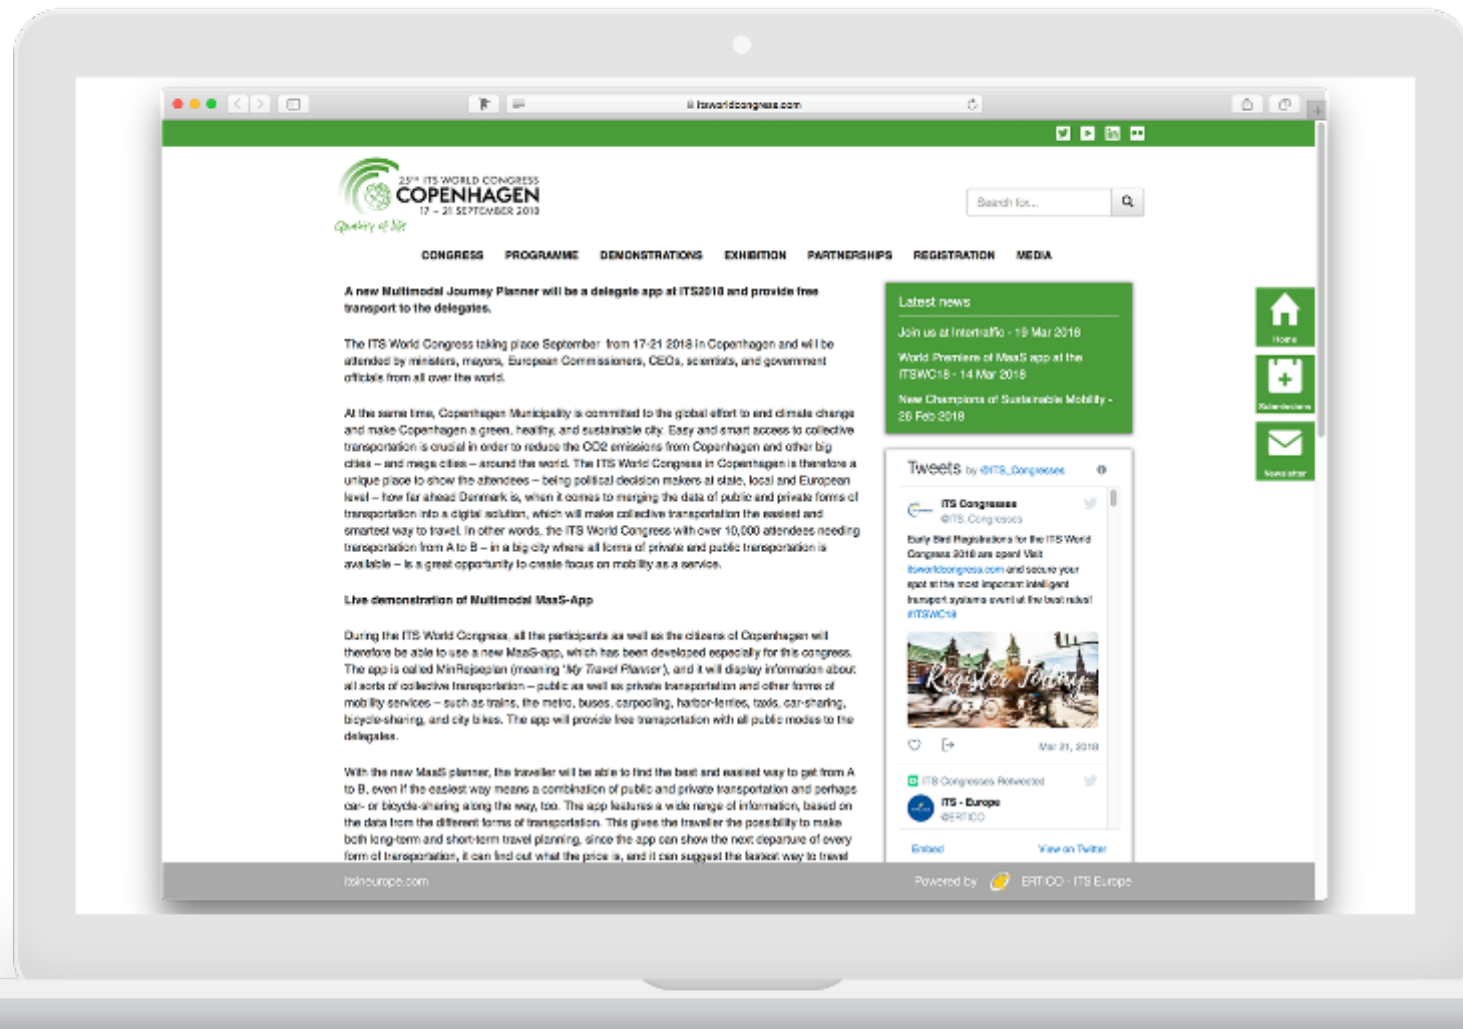 itsworldcongress.com
25TH ITS WORLD CONGRESS
COPENHAGEN
17 – 21 SEPTEMBER 2018
Quality of life
Search for...
CONGRESS PROGRAMME DEMONSTRATIONS EXHIBITION PARTNERSHIPS REGISTRATION MEDIA
A new Multimodal Journey Planner will be a delegate app at ITS2018 and provide free
transport to the delegates.
The ITS World Congress taking place September from 17-21 2018 in Copenhagen and will be
attended by ministers, mayors, European Commissioners, CEOs, scientists, and government
officials from all over the world.
At the same time, Copenhagen Municipality is committed to the global effort to end climate change
and make Copenhagen a green, healthy, and sustainable city. Easy and smart access to collective
transportation is crucial in order to reduce the CO2 emissions from Copenhagen and other big
cities – and mega cities – around the world. The ITS World Congress in Copenhagen is therefore a
unique place to show the attendees – being political decision makers at state, local and European
level – how far ahead Denmark is, when it comes to merging the data of public and private forms of
transportation into a digital solution, which will make collective transportation the easiest and
smartest way to travel. In other words, the ITS World Congress with over 10,000 attendees needing
transportation from A to B – in a big city where all forms of private and public transportation is
available – is a great opportunity to create focus on mobility as a service.
Live demonstration of Multimodal MaaS-App
During the ITS World Congress, all the participants as well as the citizens of Copenhagen will
therefore be able to use a new MaaS-app, which has been developed especially for this congress.
The app is called MinRejseplan (meaning 'My Travel Planner'), and it will display information about
all sorts of collective transportation – public as well as private transportation and other forms of
mobility services – such as trains, the metro, buses, carpooling, harbor-ferries, taxis, car-sharing,
bicycle-sharing, and city bikes. The app will provide free transportation with all public modes to the
delegates.
With the new MaaS planner, the traveller will be able to find the best and easiest way to get from A
to B, even if the easiest way means a combination of public and private transportation and perhaps
car- or bicycle-sharing along the way, too. The app features a wide range of information, based on
the data from the different forms of transportation. This gives the traveller the possibility to make
both long-term and short-term travel planning, since the app can show the next departure of every
form of transportation, it can find out what the price is, and it can suggest the fastest way to travel
Latest news
Join us at Intertraffic - 19 Mar 2018
World Premiere of MaaS app at the
ITSWC18 - 14 Mar 2018
New Champions of Sustainable Mobility -
26 Feb 2018
Tweets by @ITS_Congresses
ITS Congresses
@ITS_Congresses
Early Bird Registrations for the ITS World
Congress 2018 are open! Visit
itsworldcongress.com and secure your
spot at the most important intelligent
transport systems event at the best rates!
#ITSWC18
Register Today
Mar 21, 2018
ITS Congresses Retweeted
ITS - Europe
@ERTICO
Embed View on Twitter
Home
Submissions
Newsletter
itsineurope.com
Powered by ERTICO - ITS Europe